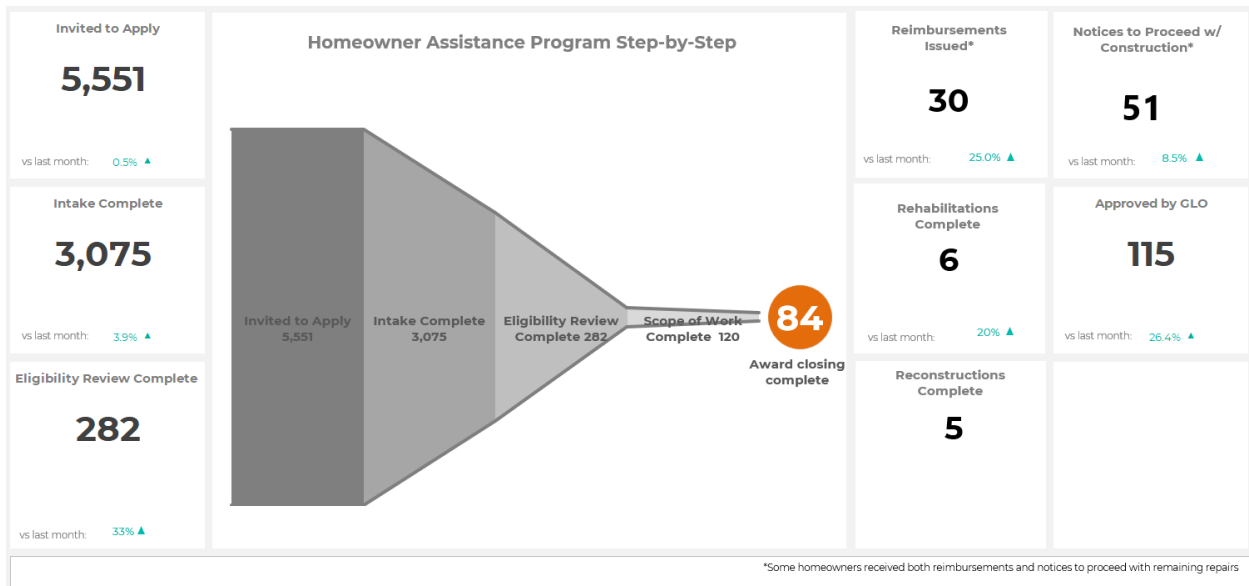 Invited to Apply
5,551
vs last month: 0.5% ▲
Intake Complete
3,075
vs last month: 3.9% ▲
Eligibility Review Complete
282
vs last month: 33% ▲
Homeowner Assistance Program Step-by-Step
Invited to Apply
5,551
Intake Complete
3,075
Eligibility Review
Complete 282
Scope of Work
Complete 120
84
Award closing
complete
Reimbursements
Issued*
30
vs last month: 25.0% ▲
Notices to Proceed w/
Construction*
51
vs last month: 8.5% ▲
Rehabilitations
Complete
6
vs last month: 20% ▲
Approved by GLO
115
vs last month: 26.4% ▲
Reconstructions
Complete
5
*Some homeowners received both reimbursements and notices to proceed with remaining repairs